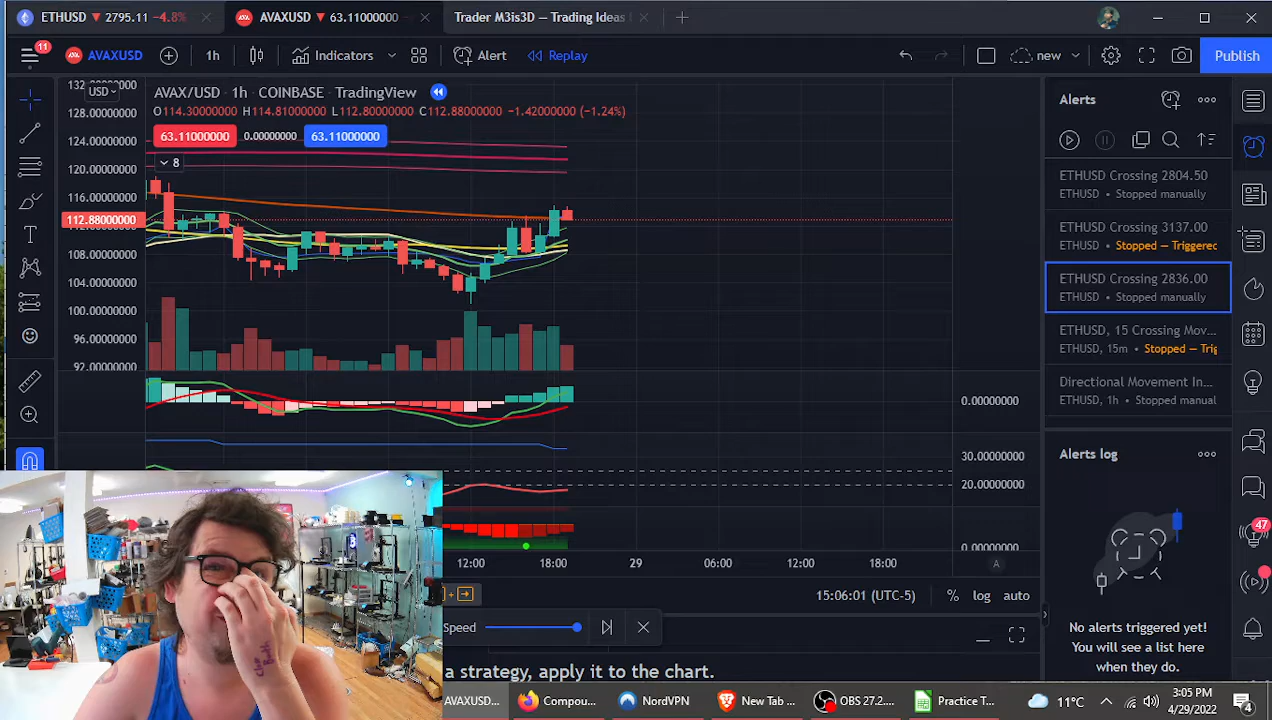 ETHUSD ▼ 2795.11 −4.8%
AVAXUSD ▼ 63.11000000
Trader M3is3D — Trading Ideas
11
AVAXUSD
1h
Indicators
Alert
Replay
new
Publish
USD
AVAX/USD · 1h · COINBASE · TradingView
O114.30000000 H114.81000000 L112.80000000 C112.88000000 −1.42000000 (−1.24%)
63.11000000 0.00000000 63.11000000
8
128.00000000
124.00000000
120.00000000
116.00000000
112.88000000
108.00000000
104.00000000
100.00000000
96.00000000
92.00000000
0.00000000
30.00000000
20.00000000
0.00000000
12:00 18:00 29 06:00 12:00 18:00
A
15:06:01 (UTC-5) % log auto
Speed
a strategy, apply it to the chart.
Alerts
ETHUSD Crossing 2804.50
ETHUSD • Stopped manually
ETHUSD Crossing 3137.00
ETHUSD • Stopped — Triggered
ETHUSD Crossing 2836.00
ETHUSD • Stopped manually
ETHUSD, 15 Crossing Mov...
ETHUSD, 15m • Stopped — Trig
Directional Movement In...
ETHUSD, 1h • Stopped manual
Alerts log
No alerts triggered yet!
You will see a list here
when they do.
47
AVAXUSD...
Compou...
NordVPN
New Tab ...
OBS 27.2....
Practice T...
11°C
3:05 PM
4/29/2022
4